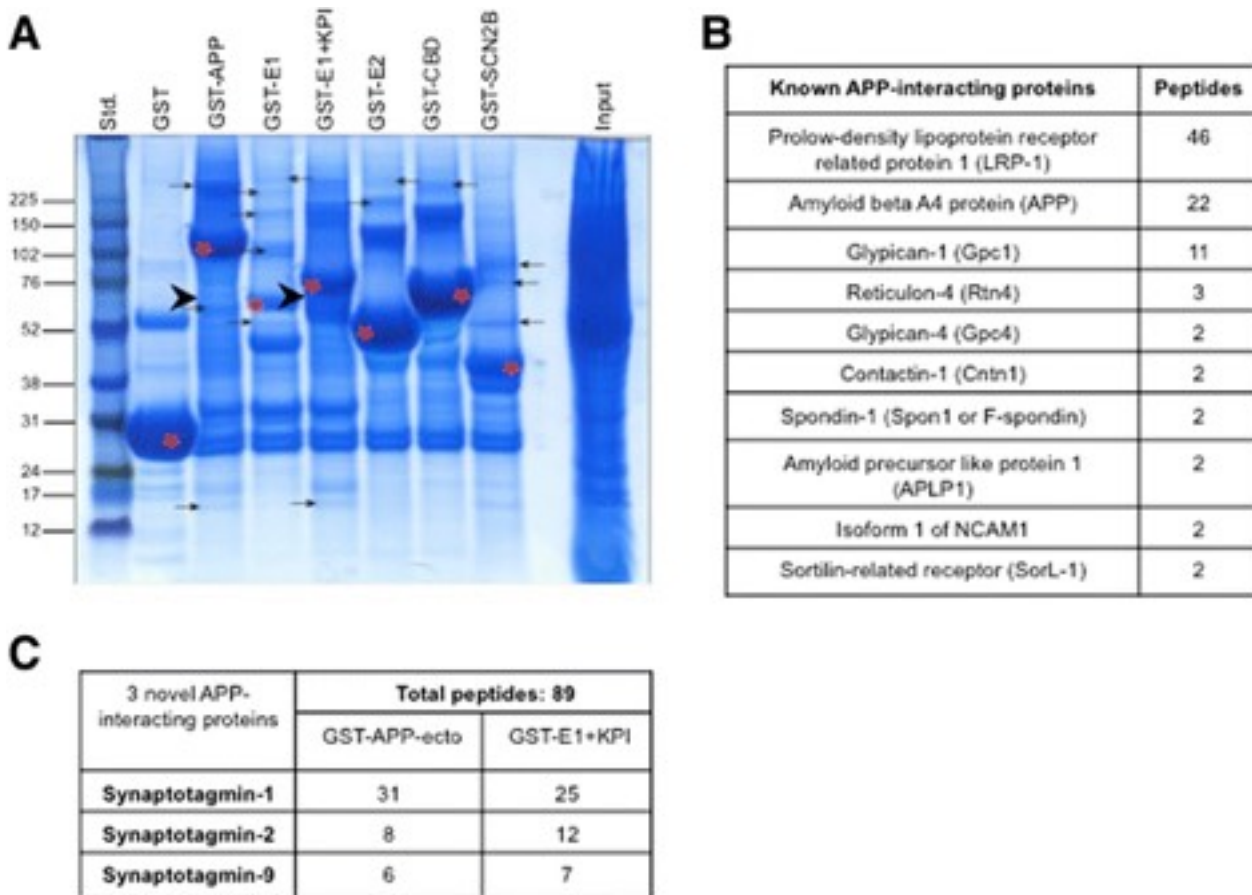 A
Std.
GST
GST-APP
GST-E1
GST-E1+KPI
GST-E2
GST-CBD
GST-SCN2B
Input
225
150
102
76
52
38
31
24
17
12
B
Known APP-interacting proteins Peptides
Prolow-density lipoprotein receptor
related protein 1 (LRP-1) 46
Amyloid beta A4 protein (APP) 22
Glypican-1 (Gpc1) 11
Reticulon-4 (Rtn4) 3
Glypican-4 (Gpc4) 2
Contactin-1 (Cntn1) 2
Spondin-1 (Spon1 or F-spondin) 2
Amyloid precursor like protein 1
(APLP1) 2
Isoform 1 of NCAM1 2
Sortilin-related receptor (SorL-1) 2
C
3 novel APP-
interacting proteins
Total peptides: 89
GST-APP-ecto GST-E1+KPI
Synaptotagmin-1 31 25
Synaptotagmin-2 8 12
Synaptotagmin-9 6 7